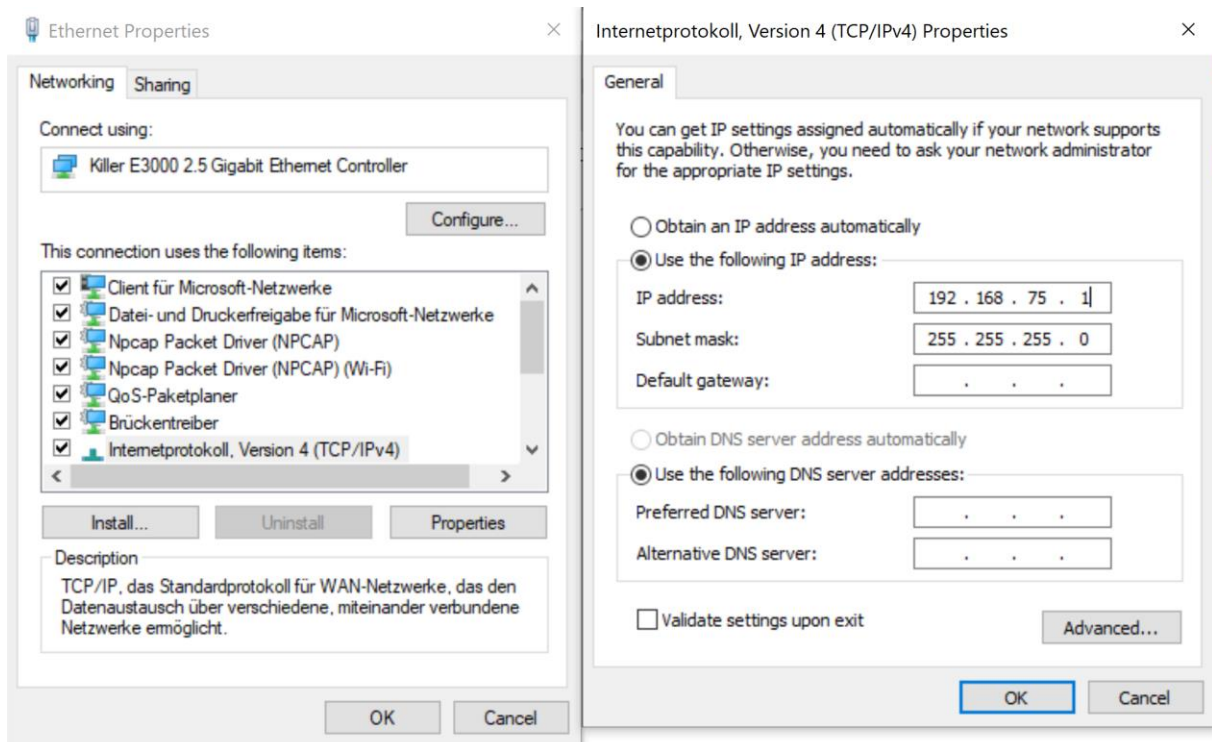 Ethernet Properties
Networking
Sharing
Connect using:
Killer E3000 2.5 Gigabit Ethernet Controller
Configure...
This connection uses the following items:
Client für Microsoft-Netzwerke
Datei- und Druckerfreigabe für Microsoft-Netzwerke
Npcap Packet Driver (NPCAP)
Npcap Packet Driver (NPCAP) (Wi-Fi)
QoS-Paketplaner
Brückentreiber
Internetprotokoll, Version 4 (TCP/IPv4)
Install...
Uninstall
Properties
Description
TCP/IP, das Standardprotokoll für WAN-Netzwerke, das den
Datenaustausch über verschiedene, miteinander verbundene
Netzwerke ermöglicht.
OK
Cancel
Internetprotokoll, Version 4 (TCP/IPv4) Properties
General
You can get IP settings assigned automatically if your network supports
this capability. Otherwise, you need to ask your network administrator
for the appropriate IP settings.
Obtain an IP address automatically
Use the following IP address:
IP address: 192 . 168 . 75 . 1
Subnet mask: 255 . 255 . 255 . 0
Default gateway: . . .
Obtain DNS server address automatically
Use the following DNS server addresses:
Preferred DNS server: . . .
Alternative DNS server: . . .
Validate settings upon exit
Advanced...
OK
Cancel